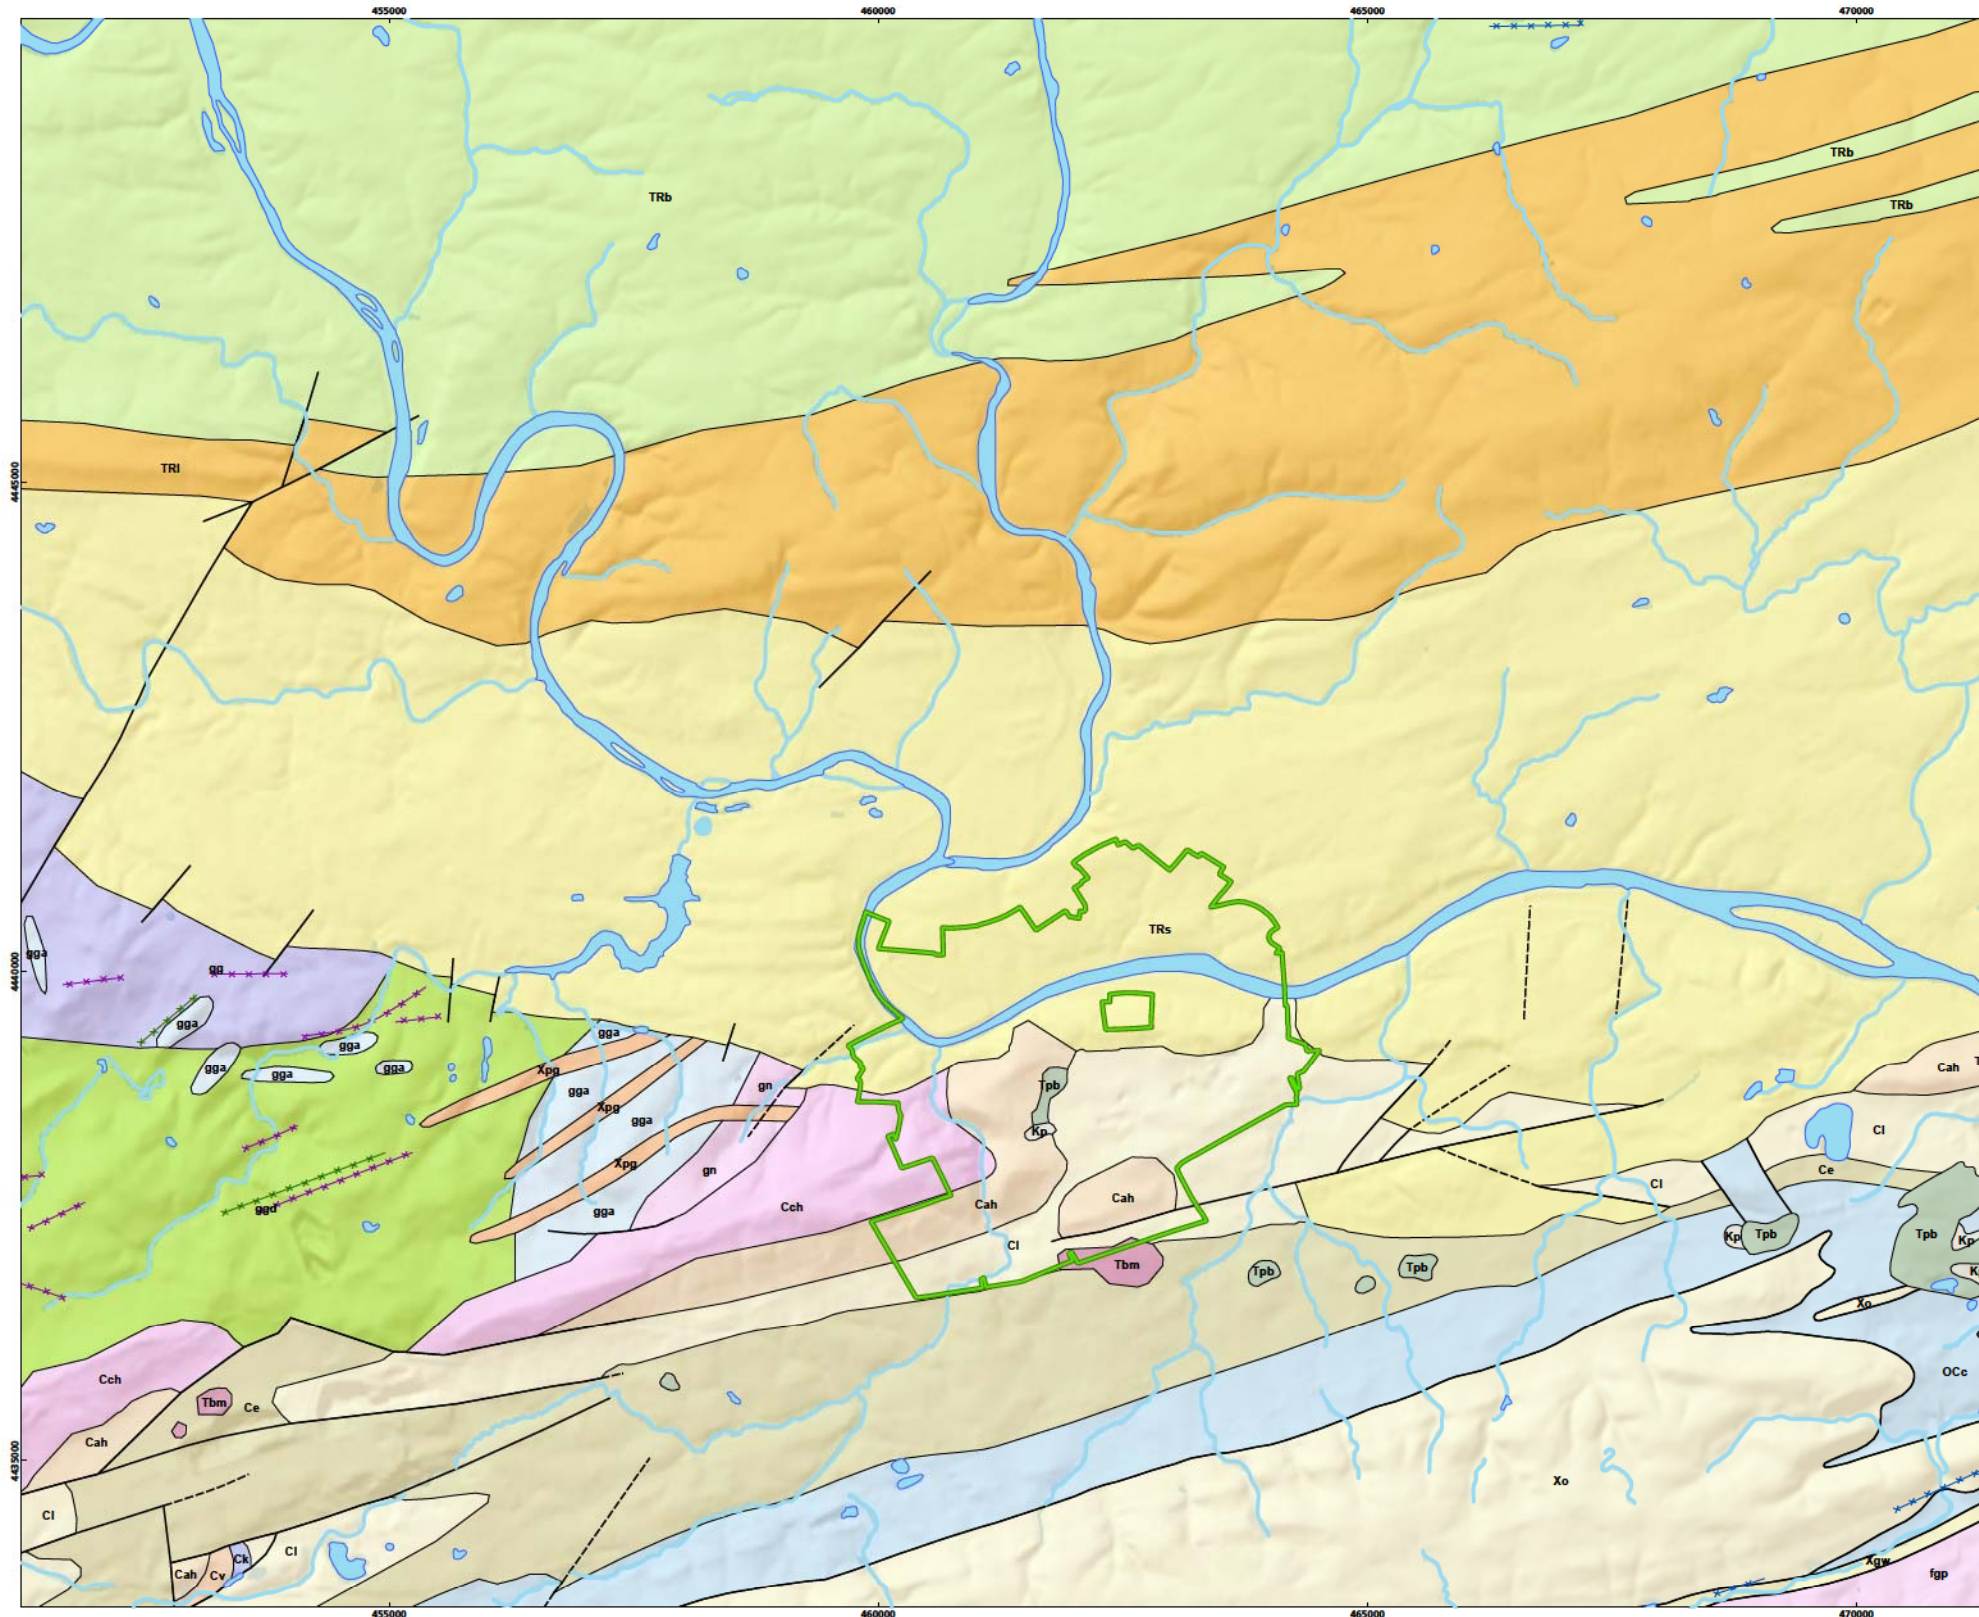 455000 460000 465000 470000
TRb
TRb
TRb
TRl
4445000
TRs
gga
gg
4440000
gga
gga
gga
gga
gga
Xpg
gga
Xpg
gga
gn
Xpg
gn
gga
ggd
Cch
Tpb
Kp
Cah
Cah
Cl
Tbm
Tpb
Tpb
Cah
T
Cl
Ce
Cl
Kp
Tpb
Tpb
Kp
K
Xo
OCc
Cch
Tbm
Ce
Cah
4435000
Xo
Cl
Cl
Ck
Cah
Cv
Xgw
fgp
455000 460000 465000 470000